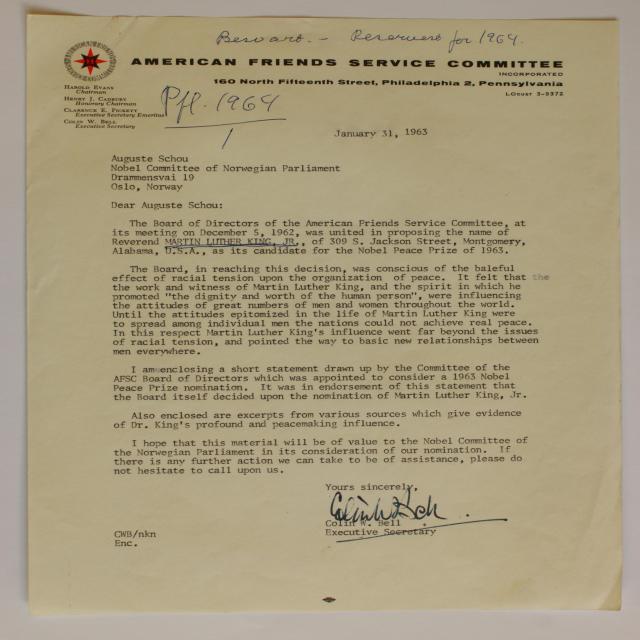 Besvart. - Reservert for 1964.
AMERICAN FRIENDS SERVICE COMMITTEE
INCORPORATED
160 North Fifteenth Street, Philadelphia 2, Pennsylvania
LOcust 3-9372
Harold Evans
Chairman
Henry J. Cadbury
Honorary Chairman
Clarence E. Pickett
Executive Secretary Emeritus
Colin W. Bell
Executive Secretary
Pfl. 1964
1
January 31, 1963
Auguste Schou
Nobel Committee of Norwegian Parliament
Drammensvai 19
Oslo, Norway
Dear Auguste Schou:
The Board of Directors of the American Friends Service Committee, at
its meeting on December 5, 1962, was united in proposing the name of
Reverend MARTIN LUTHER KING, JR., of 309 S. Jackson Street, Montgomery,
Alabama, U.S.A., as its candidate for the Nobel Peace Prize of 1963.
The Board, in reaching this decision, was conscious of the baleful
effect of racial tension upon the organization of peace. It felt that the
the work and witness of Martin Luther King, and the spirit in which he
promoted "the dignity and worth of the human person", were influencing
the attitudes of great numbers of men and women throughout the world.
Until the attitudes epitomized in the life of Martin Luther King were
to spread among individual men the nations could not achieve real peace.
In this respect Martin Luther King's influence went far beyond the issues
of racial tension, and pointed the way to basic new relationships between
men everywhere.
I am enclosing a short statement drawn up by the Committee of the
AFSC Board of Directors which was appointed to consider a 1963 Nobel
Peace Prize nomination. It was in endorsement of this statement that
the Board itself decided upon the nomination of Martin Luther King, Jr.
Also enclosed are excerpts from various sources which give evidence
of Dr. King's profound and peacemaking influence.
I hope that this material will be of value to the Nobel Committee of
the Norwegian Parliament in its consideration of our nomination. If
there is any further action we can take to be of assistance, please do
not hesitate to call upon us.
Yours sincerely,
Colin W. Bell
Colin W. Bell
Executive Secretary
CWB/nkn
Enc.